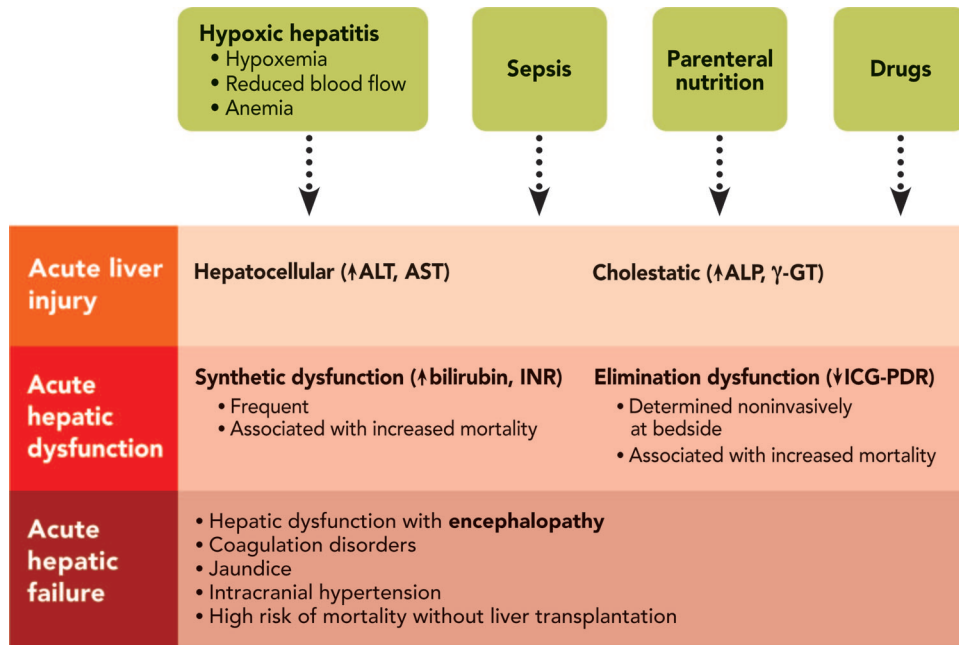 Hypoxic hepatitis
• Hypoxemia
• Reduced blood flow
• Anemia
Sepsis
Parenteral
nutrition
Drugs
Acute liver
injury
Hepatocellular (↑ALT, AST)
Cholestatic (↑ALP, γ-GT)
Acute
hepatic
dysfunction
Synthetic dysfunction (↑bilirubin, INR)
• Frequent
• Associated with increased mortality
Elimination dysfunction (↓ICG-PDR)
• Determined noninvasively
at bedside
• Associated with increased mortality
Acute
hepatic
failure
• Hepatic dysfunction with encephalopathy
• Coagulation disorders
• Jaundice
• Intracranial hypertension
• High risk of mortality without liver transplantation